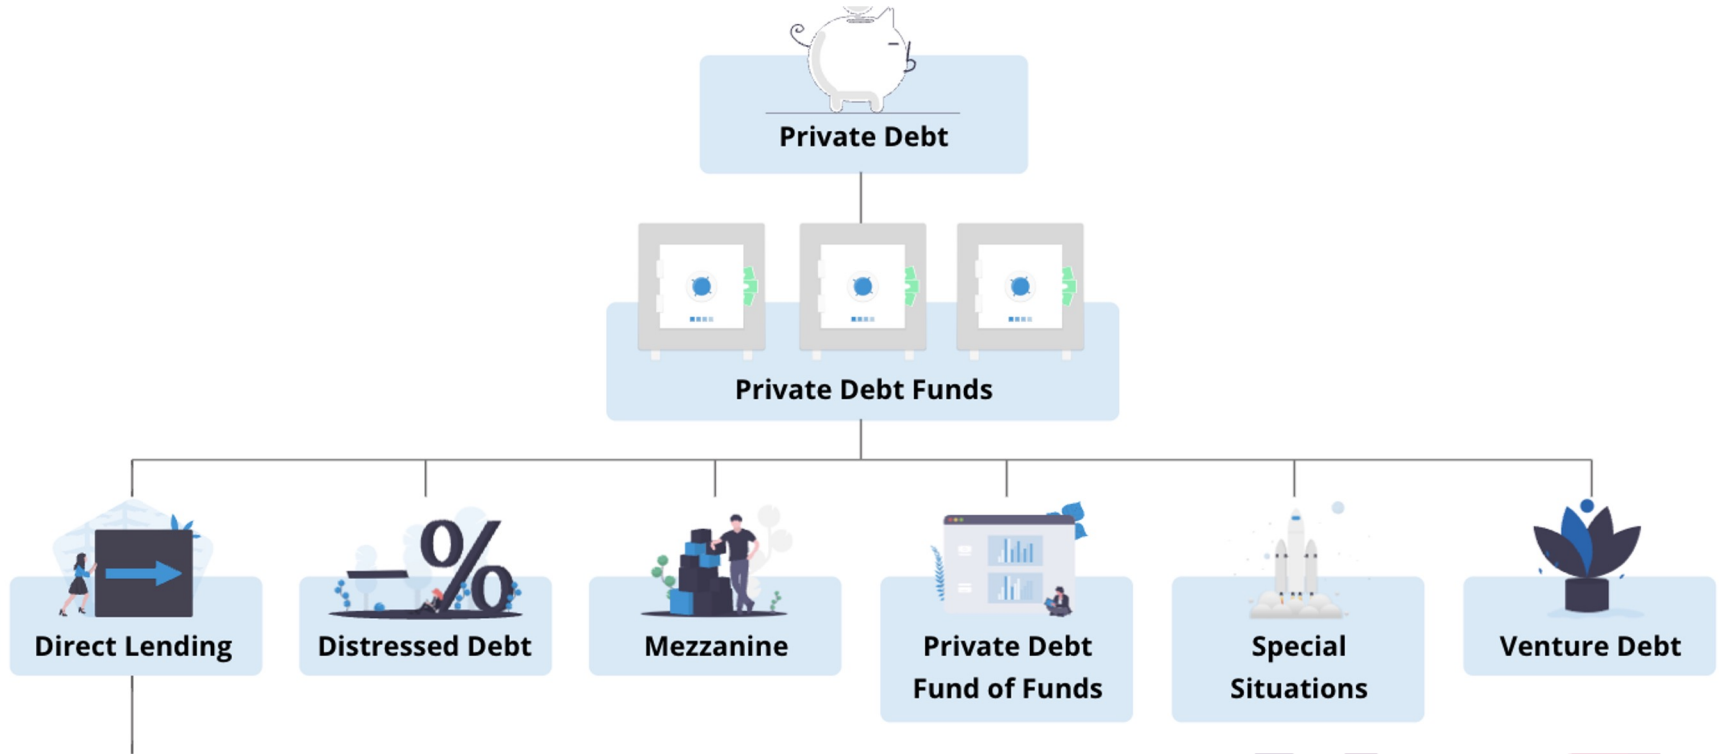 Private Debt
Private Debt Funds
Direct Lending
Distressed Debt
Mezzanine
Private Debt
Fund of Funds
Special
Situations
Venture Debt